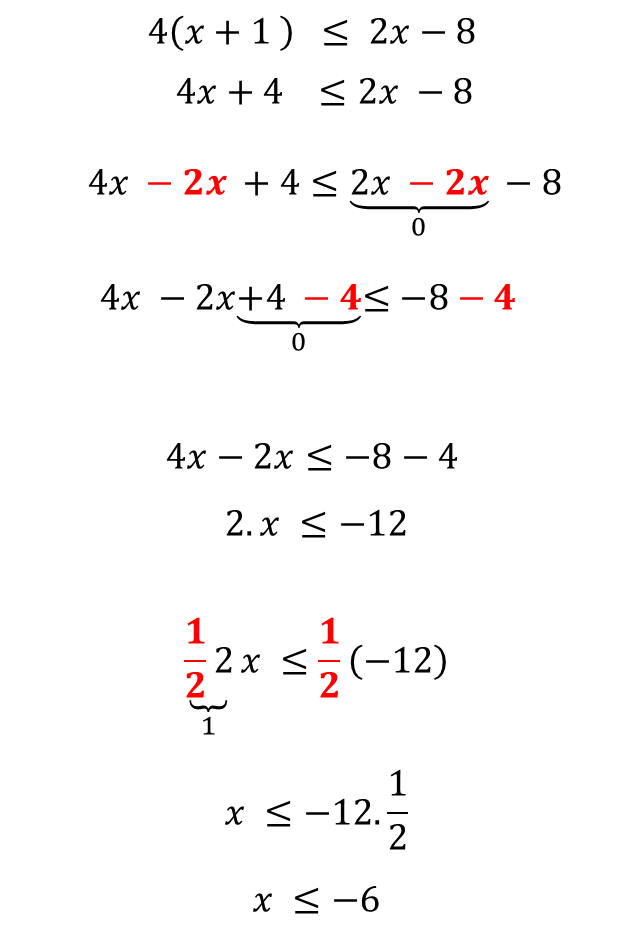 4(x + 1 ) ≤ 2x − 8
4x + 4 ≤ 2x − 8
4x − 2x + 4 ≤ 2x − 2x − 8
0
4x − 2x +4 − 4 ≤ −8 − 4
0
4x − 2x ≤ −8 − 4
2. x ≤ −12
1/2 2 x ≤ 1/2 (−12)
1
x ≤ −12. 1/2
x ≤ −6